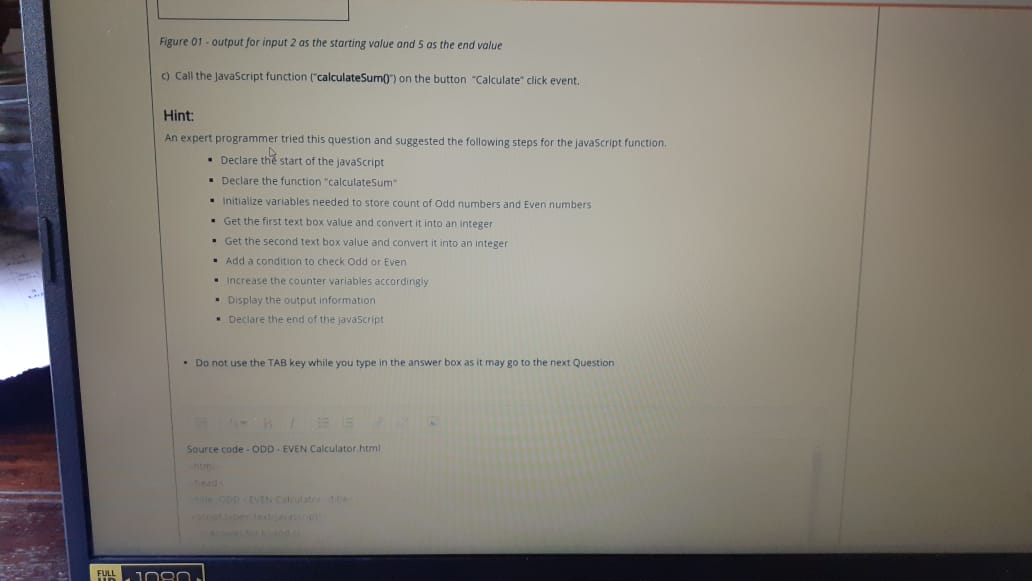 Figure 01 - output for input 2 as the starting value and 5 as the end value
c) Call the JavaScript function ("calculateSum()") on the button "Calculate" click event.
Hint:
An expert programmer tried this question and suggested the following steps for the javaScript function.
▪ Declare the start of the javaScript
▪ Declare the function "calculateSum"
▪ Initialize variables needed to store count of Odd numbers and Even numbers
▪ Get the first text box value and convert it into an integer
▪ Get the second text box value and convert it into an integer
▪ Add a condition to check Odd or Even
▪ Increase the counter variables accordingly
▪ Display the output information
▪ Declare the end of the javaScript
• Do not use the TAB key while you type in the answer box as it may go to the next Question
B I
Source code - ODD - EVEN Calculator.html
<html>
<head>
<title>ODD - EVEN Calculator</title>
FULL HD 1080